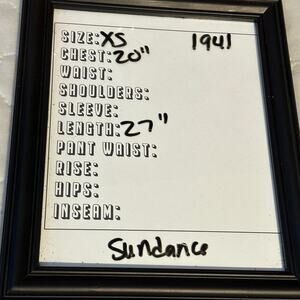 SIZE: XS 1941
CHEST: 20"
WAIST:
SHOULDERS:
SLEEVE:
LENGTH: 27"
PANT WAIST:
RISE:
HIPS:
INSEAM:
Sundance